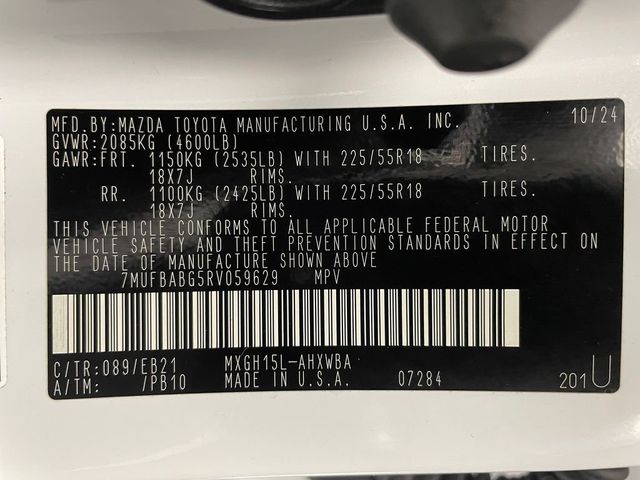 MFD.BY:MAZDA TOYOTA MANUFACTURING U.S.A. INC. 10/24
GVWR:2085KG (4600LB)
GAWR:FRT. 1150KG (2535LB) WITH 225/55R18 TIRES.
18X7J RIMS.
RR. 1100KG (2425LB) WITH 225/55R18 TIRES.
18X7J RIMS.
THIS VEHICLE CONFORMS TO ALL APPLICABLE FEDERAL MOTOR
VEHICLE SAFETY AND THEFT PREVENTION STANDARDS IN EFFECT ON
THE DATE OF MANUFACTURE SHOWN ABOVE
7MUFBABG5RV059629 MPV
C/TR:089/EB21 MXGH15L-AHXWBA
A/TM: /PB10 MADE IN U.S.A. 07284 201U